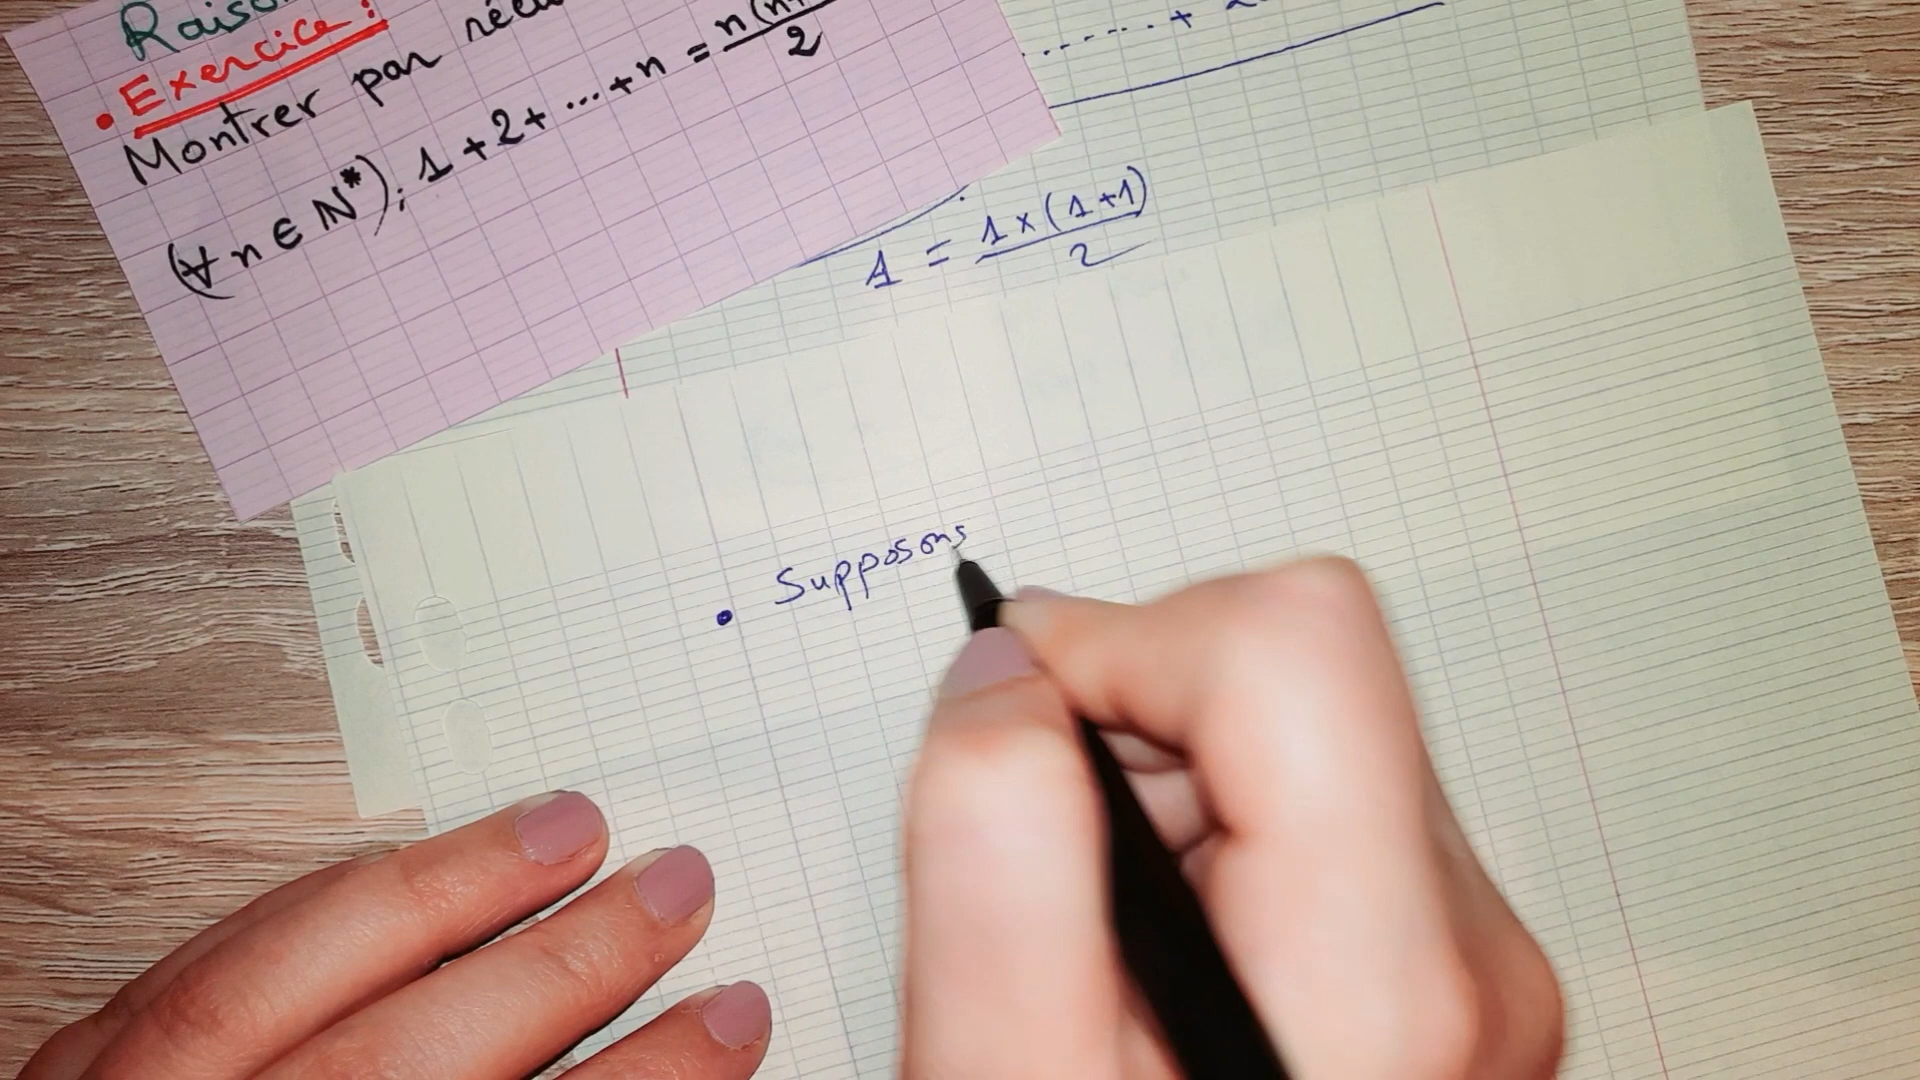 • Exercice :
Montrer par
(∀ n ∈ N*); 1 + 2 + ... + n = n(n+ / 2
....... +
1 = 1 × (1 + 1) / 2
• Supposons